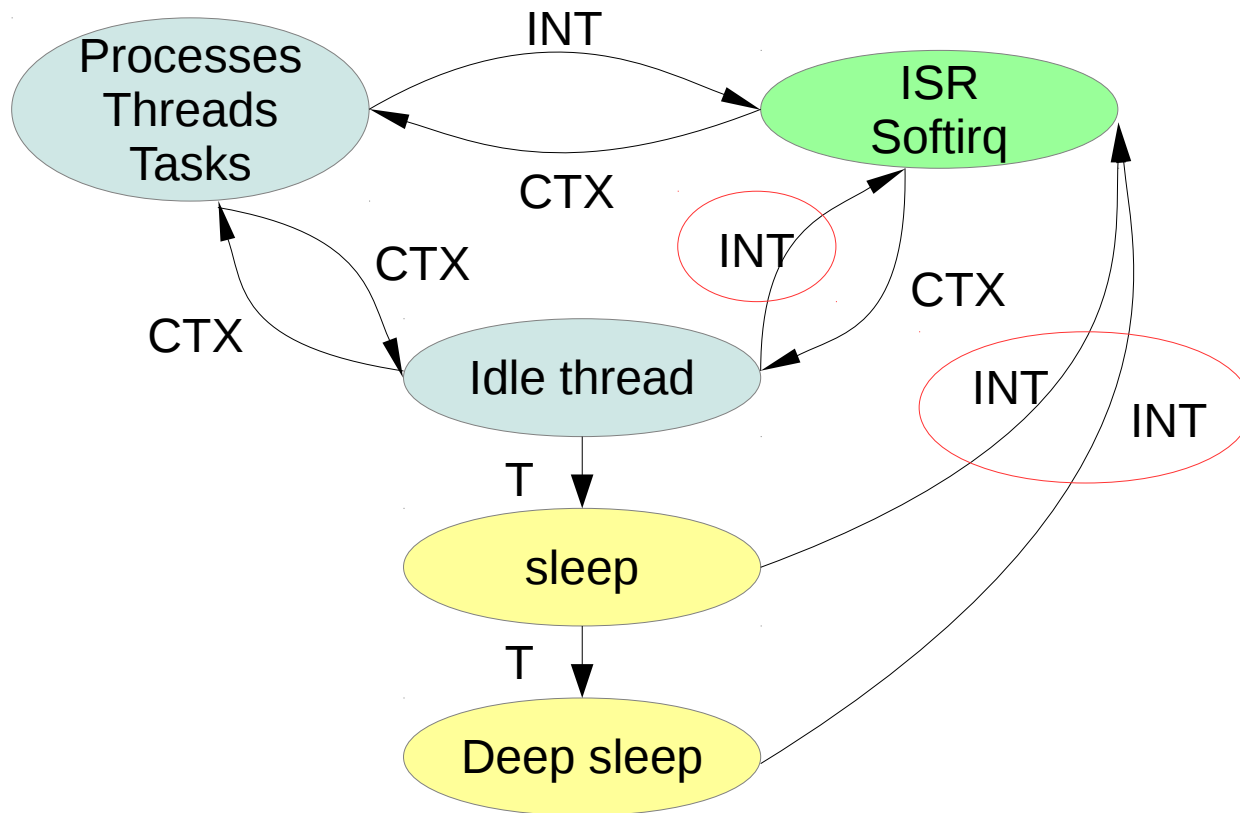 INT
Processes
Threads
Tasks
ISR
Softirq
CTX
INT
CTX
CTX
CTX
Idle thread
INT
INT
T
sleep
T
Deep sleep